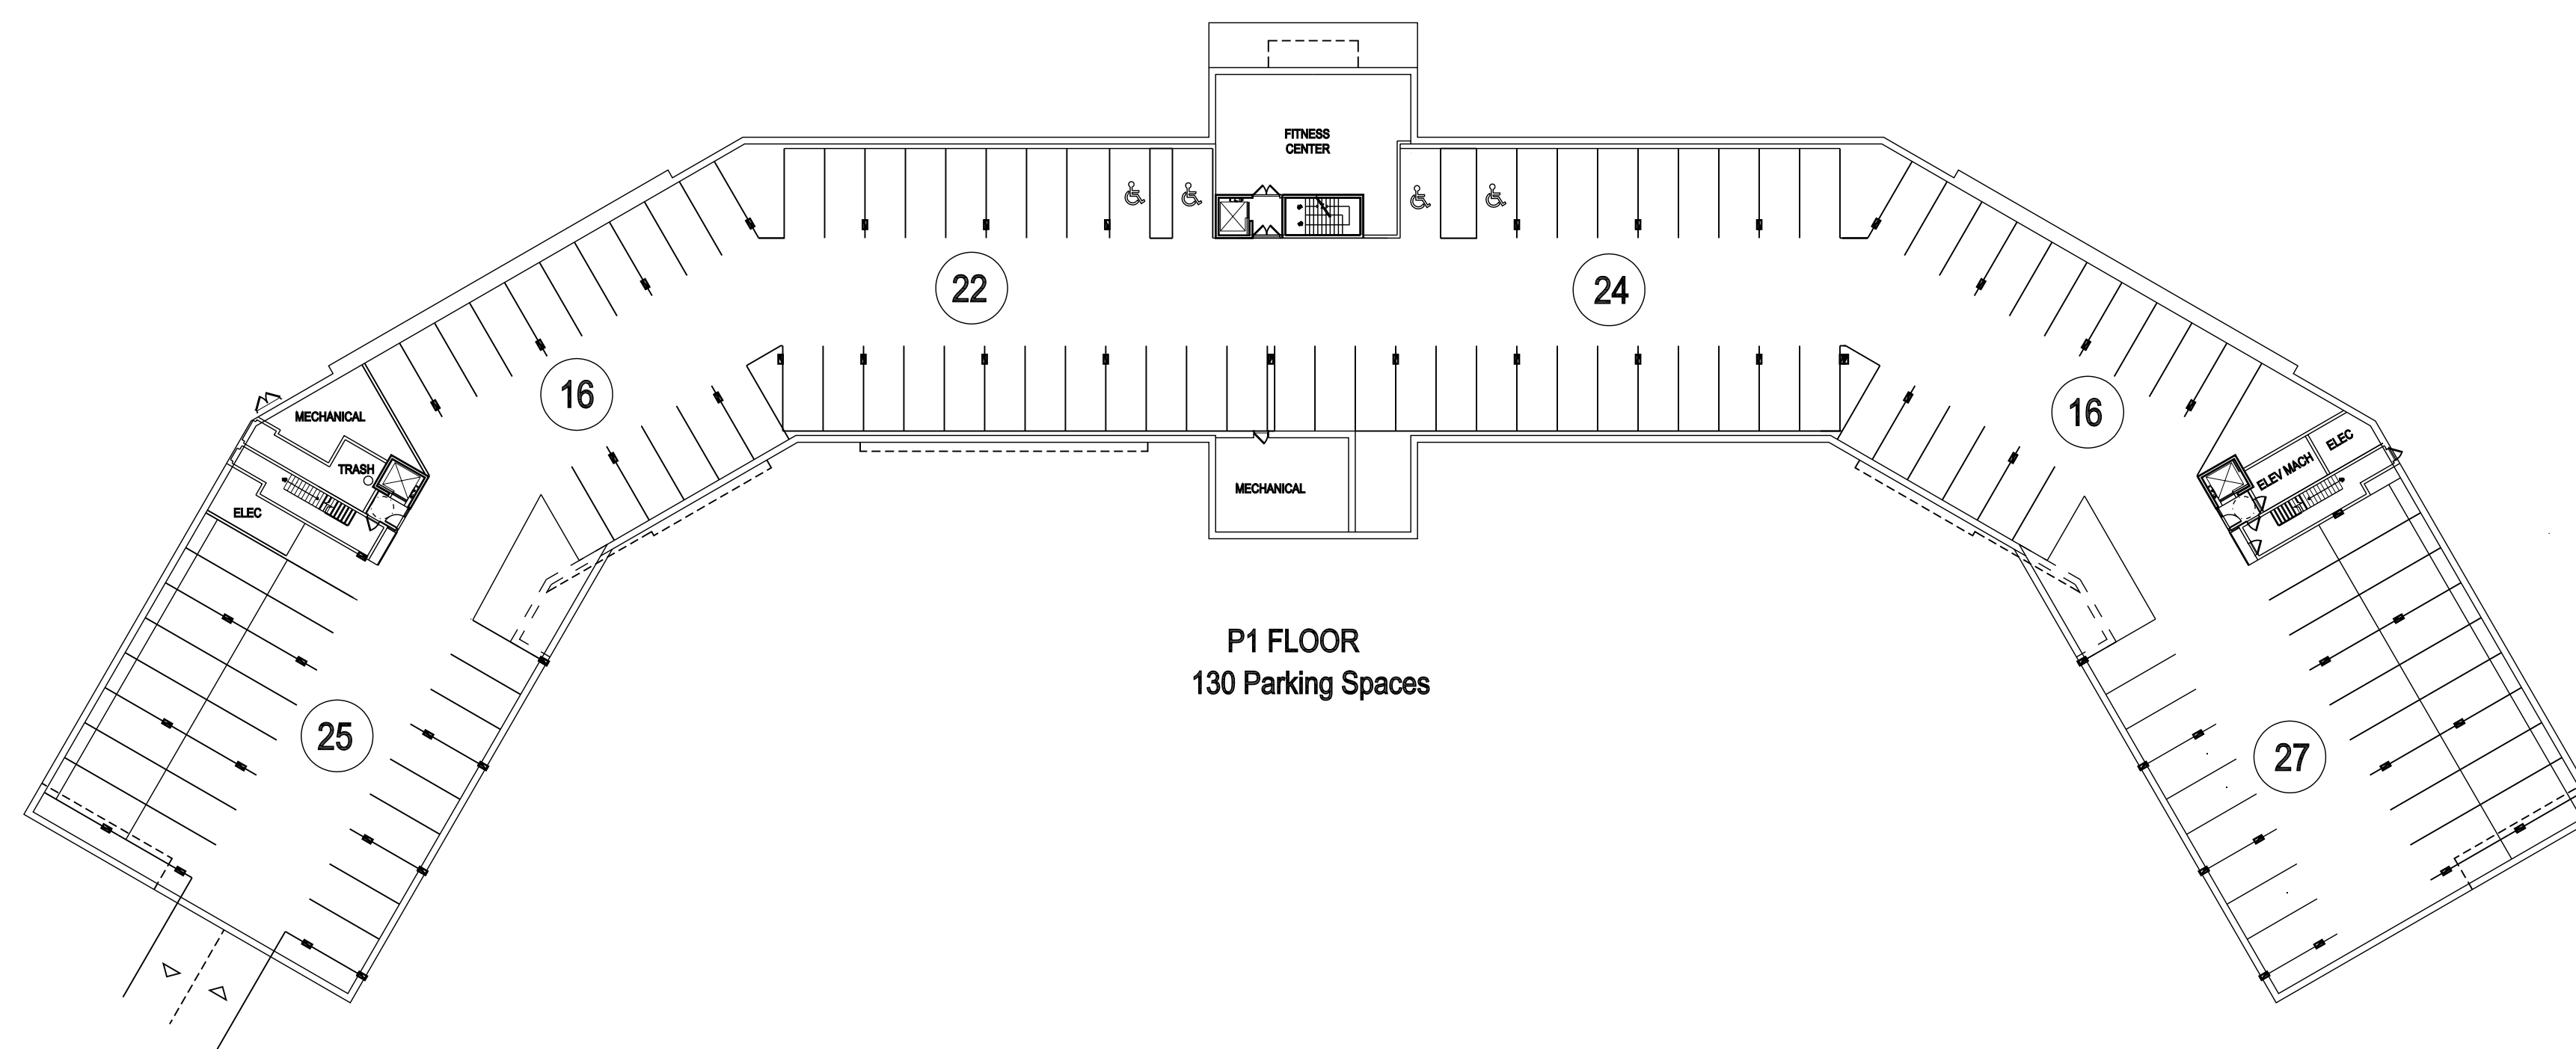 FITNESS
CENTER
22
24
16
16
MECHANICAL
TRASH
ELEC
ELEC
ELEV MACH
MECHANICAL
P1 FLOOR
130 Parking Spaces
25
27